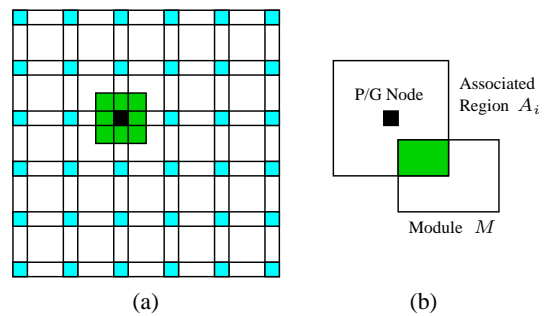 P/G Node
Associated
Region A_i
Module M
(a)
(b)